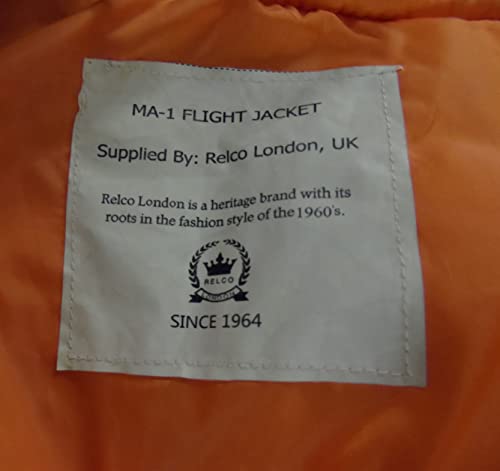 MA-1 FLIGHT JACKET
Supplied By: Relco London, UK
Relco London is a heritage brand with its
roots in the fashion style of the 1960's.
RELCO
LONDON
SINCE 1964